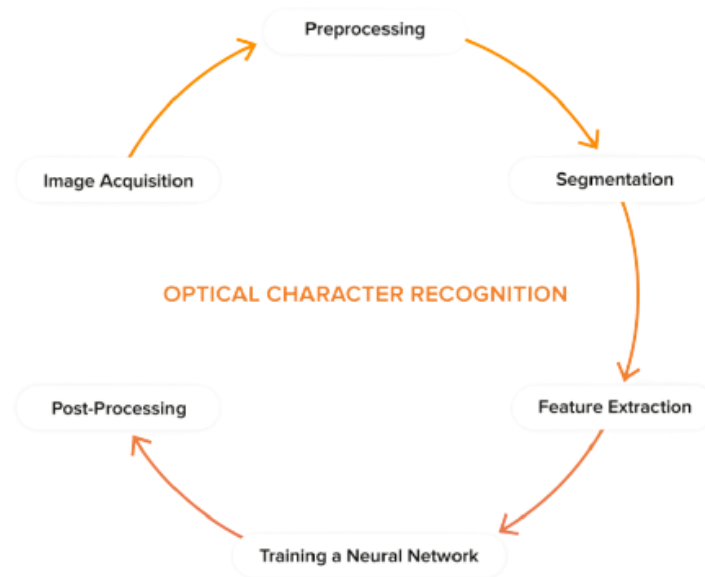 Preprocessing
Image Acquisition
Segmentation
OPTICAL CHARACTER RECOGNITION
Post-Processing
Feature Extraction
Training a Neural Network